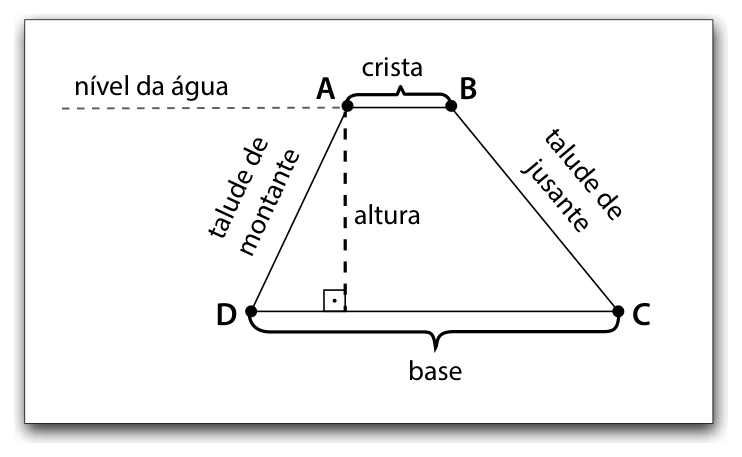 crista
nível da água
A
B
talude de
montante
talude de
jusante
altura
D
C
base